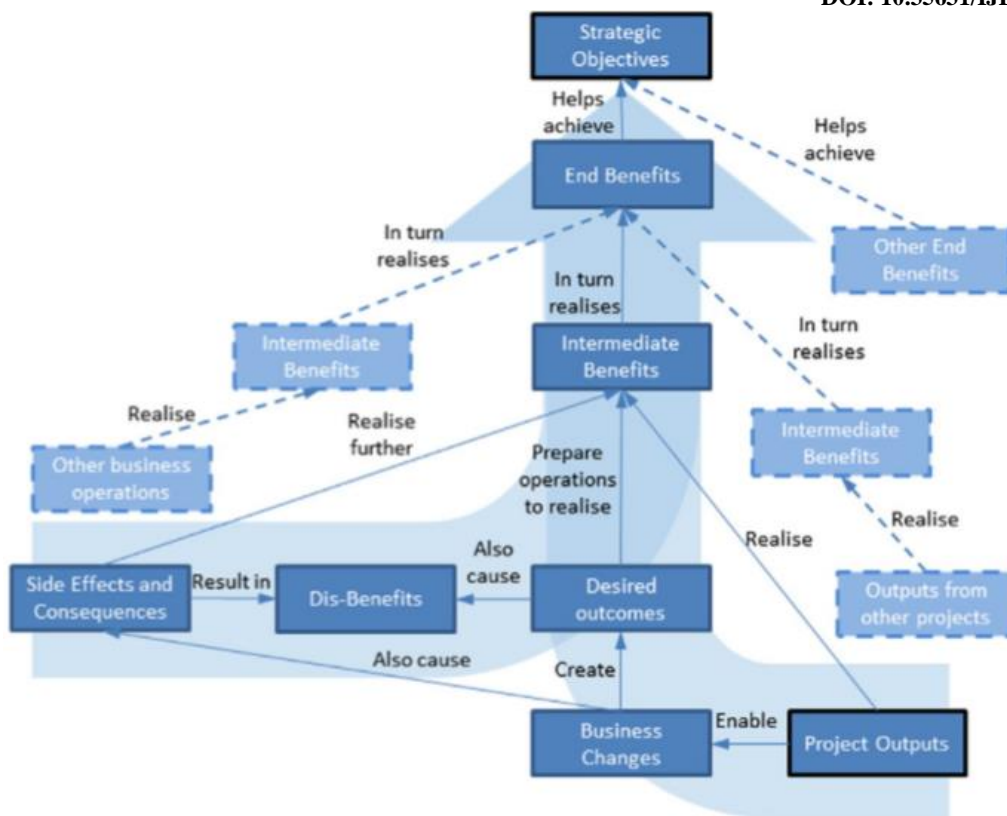 Strategic
Objectives
Helps
achieve
Helps
achieve
End Benefits
In turn
realises
Other End
Benefits
In turn
realises
In turn
realises
Intermediate
Benefits
Intermediate
Benefits
Realise
Realise
further
Intermediate
Benefits
Other business
operations
Prepare
operations
to realise
Realise
Realise
Side Effects and
Consequences
Result in
Dis-Benefits
Also
cause
Desired
outcomes
Outputs from
other projects
Also cause
Create
Business
Changes
Enable
Project Outputs